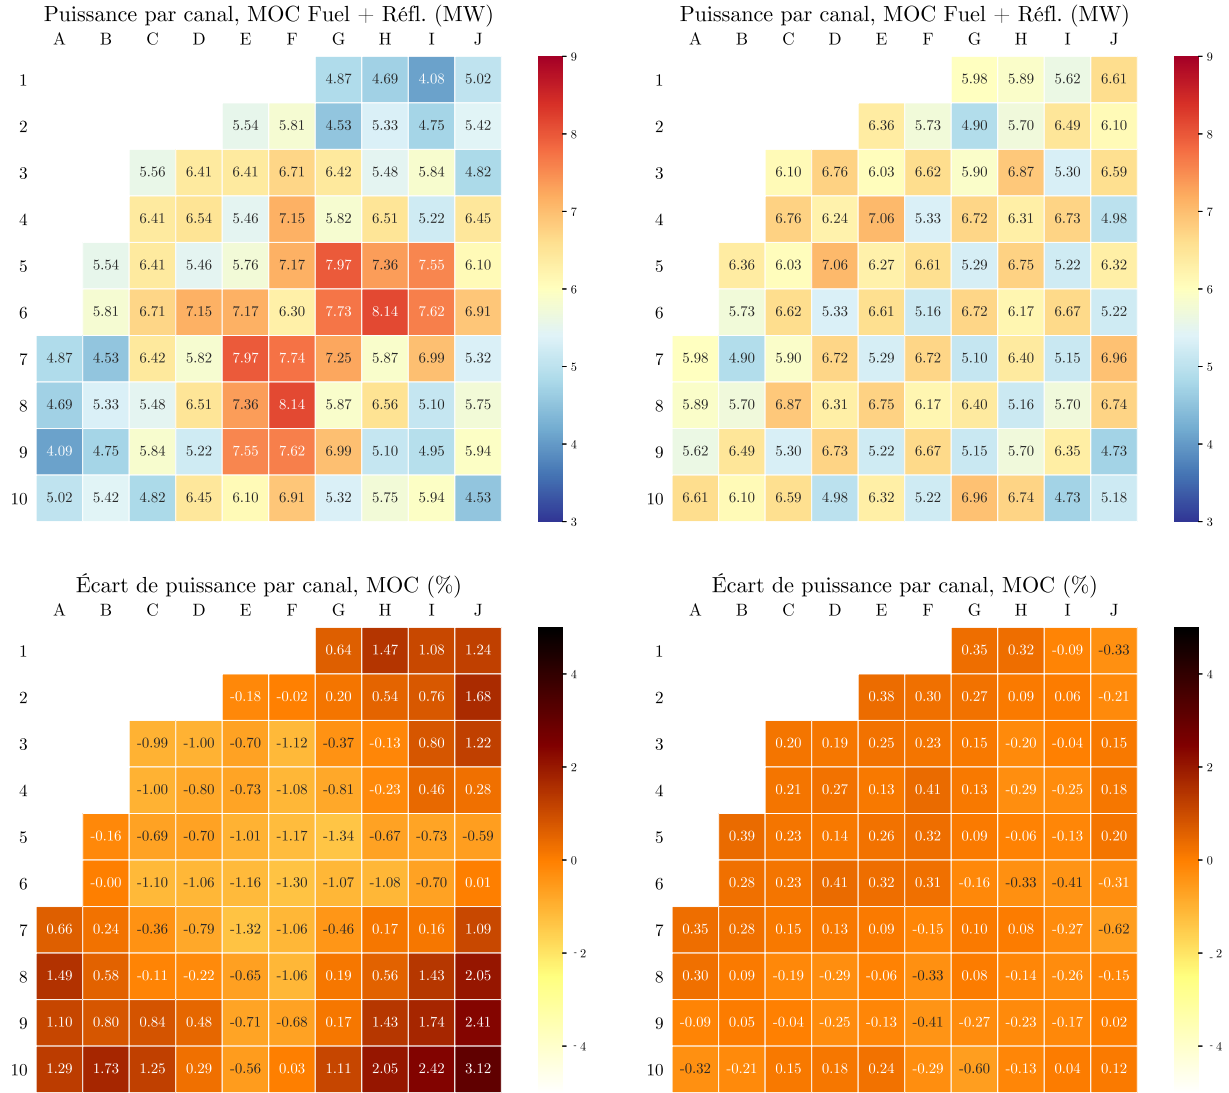 Puissance par canal, MOC Fuel + Réfl. (MW)
A B C D E F G H I J
1 4.87 4.69 4.08 5.02
2 5.54 5.81 4.53 5.33 4.75 5.42
3 5.56 6.41 6.41 6.71 6.42 5.48 5.84 4.82
4 6.41 6.54 5.46 7.15 5.82 6.51 5.22 6.45
5 5.54 6.41 5.46 5.76 7.17 7.97 7.36 7.55 6.10
6 5.81 6.71 7.15 7.17 6.30 7.73 8.14 7.62 6.91
7 4.87 4.53 6.42 5.82 7.97 7.74 7.25 5.87 6.99 5.32
8 4.69 5.33 5.48 6.51 7.36 8.14 5.87 6.56 5.10 5.75
9 4.09 4.75 5.84 5.22 7.55 7.62 6.99 5.10 4.95 5.94
10 5.02 5.42 4.82 6.45 6.10 6.91 5.32 5.75 5.94 4.53
9
8
7
6
5
4
3
Puissance par canal, MOC Fuel + Réfl. (MW)
A B C D E F G H I J
1 5.98 5.89 5.62 6.61
2 6.36 5.73 4.90 5.70 6.49 6.10
3 6.10 6.76 6.03 6.62 5.90 6.87 5.30 6.59
4 6.76 6.24 7.06 5.33 6.72 6.31 6.73 4.98
5 6.36 6.03 7.06 6.27 6.61 5.29 6.75 5.22 6.32
6 5.73 6.62 5.33 6.61 5.16 6.72 6.17 6.67 5.22
7 5.98 4.90 5.90 6.72 5.29 6.72 5.10 6.40 5.15 6.96
8 5.89 5.70 6.87 6.31 6.75 6.17 6.40 5.16 5.70 6.74
9 5.62 6.49 5.30 6.73 5.22 6.67 5.15 5.70 6.35 4.73
10 6.61 6.10 6.59 4.98 6.32 5.22 6.96 6.74 4.73 5.18
9
8
7
6
5
4
3
Écart de puissance par canal, MOC (%)
A B C D E F G H I J
1 0.64 1.47 1.08 1.24
2 -0.18 -0.02 0.20 0.54 0.76 1.68
3 -0.99 -1.00 -0.70 -1.12 -0.37 -0.13 0.80 1.22
4 -1.00 -0.80 -0.73 -1.08 -0.81 -0.23 0.46 0.28
5 -0.16 -0.69 -0.70 -1.01 -1.17 -1.34 -0.67 -0.73 -0.59
6 -0.00 -1.10 -1.06 -1.16 -1.30 -1.07 -1.08 -0.70 0.01
7 0.66 0.24 -0.36 -0.79 -1.32 -1.06 -0.46 0.17 0.16 1.09
8 1.49 0.58 -0.11 -0.22 -0.65 -1.06 0.19 0.56 1.43 2.05
9 1.10 0.80 0.84 0.48 -0.71 -0.68 0.17 1.43 1.74 2.41
10 1.29 1.73 1.25 0.29 -0.56 0.03 1.11 2.05 2.42 3.12
4
2
0
-2
-4
Écart de puissance par canal, MOC (%)
A B C D E F G H I J
1 0.35 0.32 -0.09 -0.33
2 0.38 0.30 0.27 0.09 0.06 -0.21
3 0.20 0.19 0.25 0.23 0.15 -0.20 -0.04 0.15
4 0.21 0.27 0.13 0.41 0.13 -0.29 -0.25 0.18
5 0.39 0.23 0.14 0.26 0.32 0.09 -0.06 -0.13 0.20
6 0.28 0.23 0.41 0.32 0.31 -0.16 -0.33 -0.41 -0.31
7 0.35 0.28 0.15 0.13 0.09 -0.15 0.10 0.08 -0.27 -0.62
8 0.30 0.09 -0.19 -0.29 -0.06 -0.33 0.08 -0.14 -0.26 -0.15
9 -0.09 0.05 -0.04 -0.25 -0.13 -0.41 -0.27 -0.23 -0.17 0.02
10 -0.32 -0.21 0.15 0.18 0.24 -0.29 -0.60 -0.13 0.04 0.12
4
2
0
-2
-4